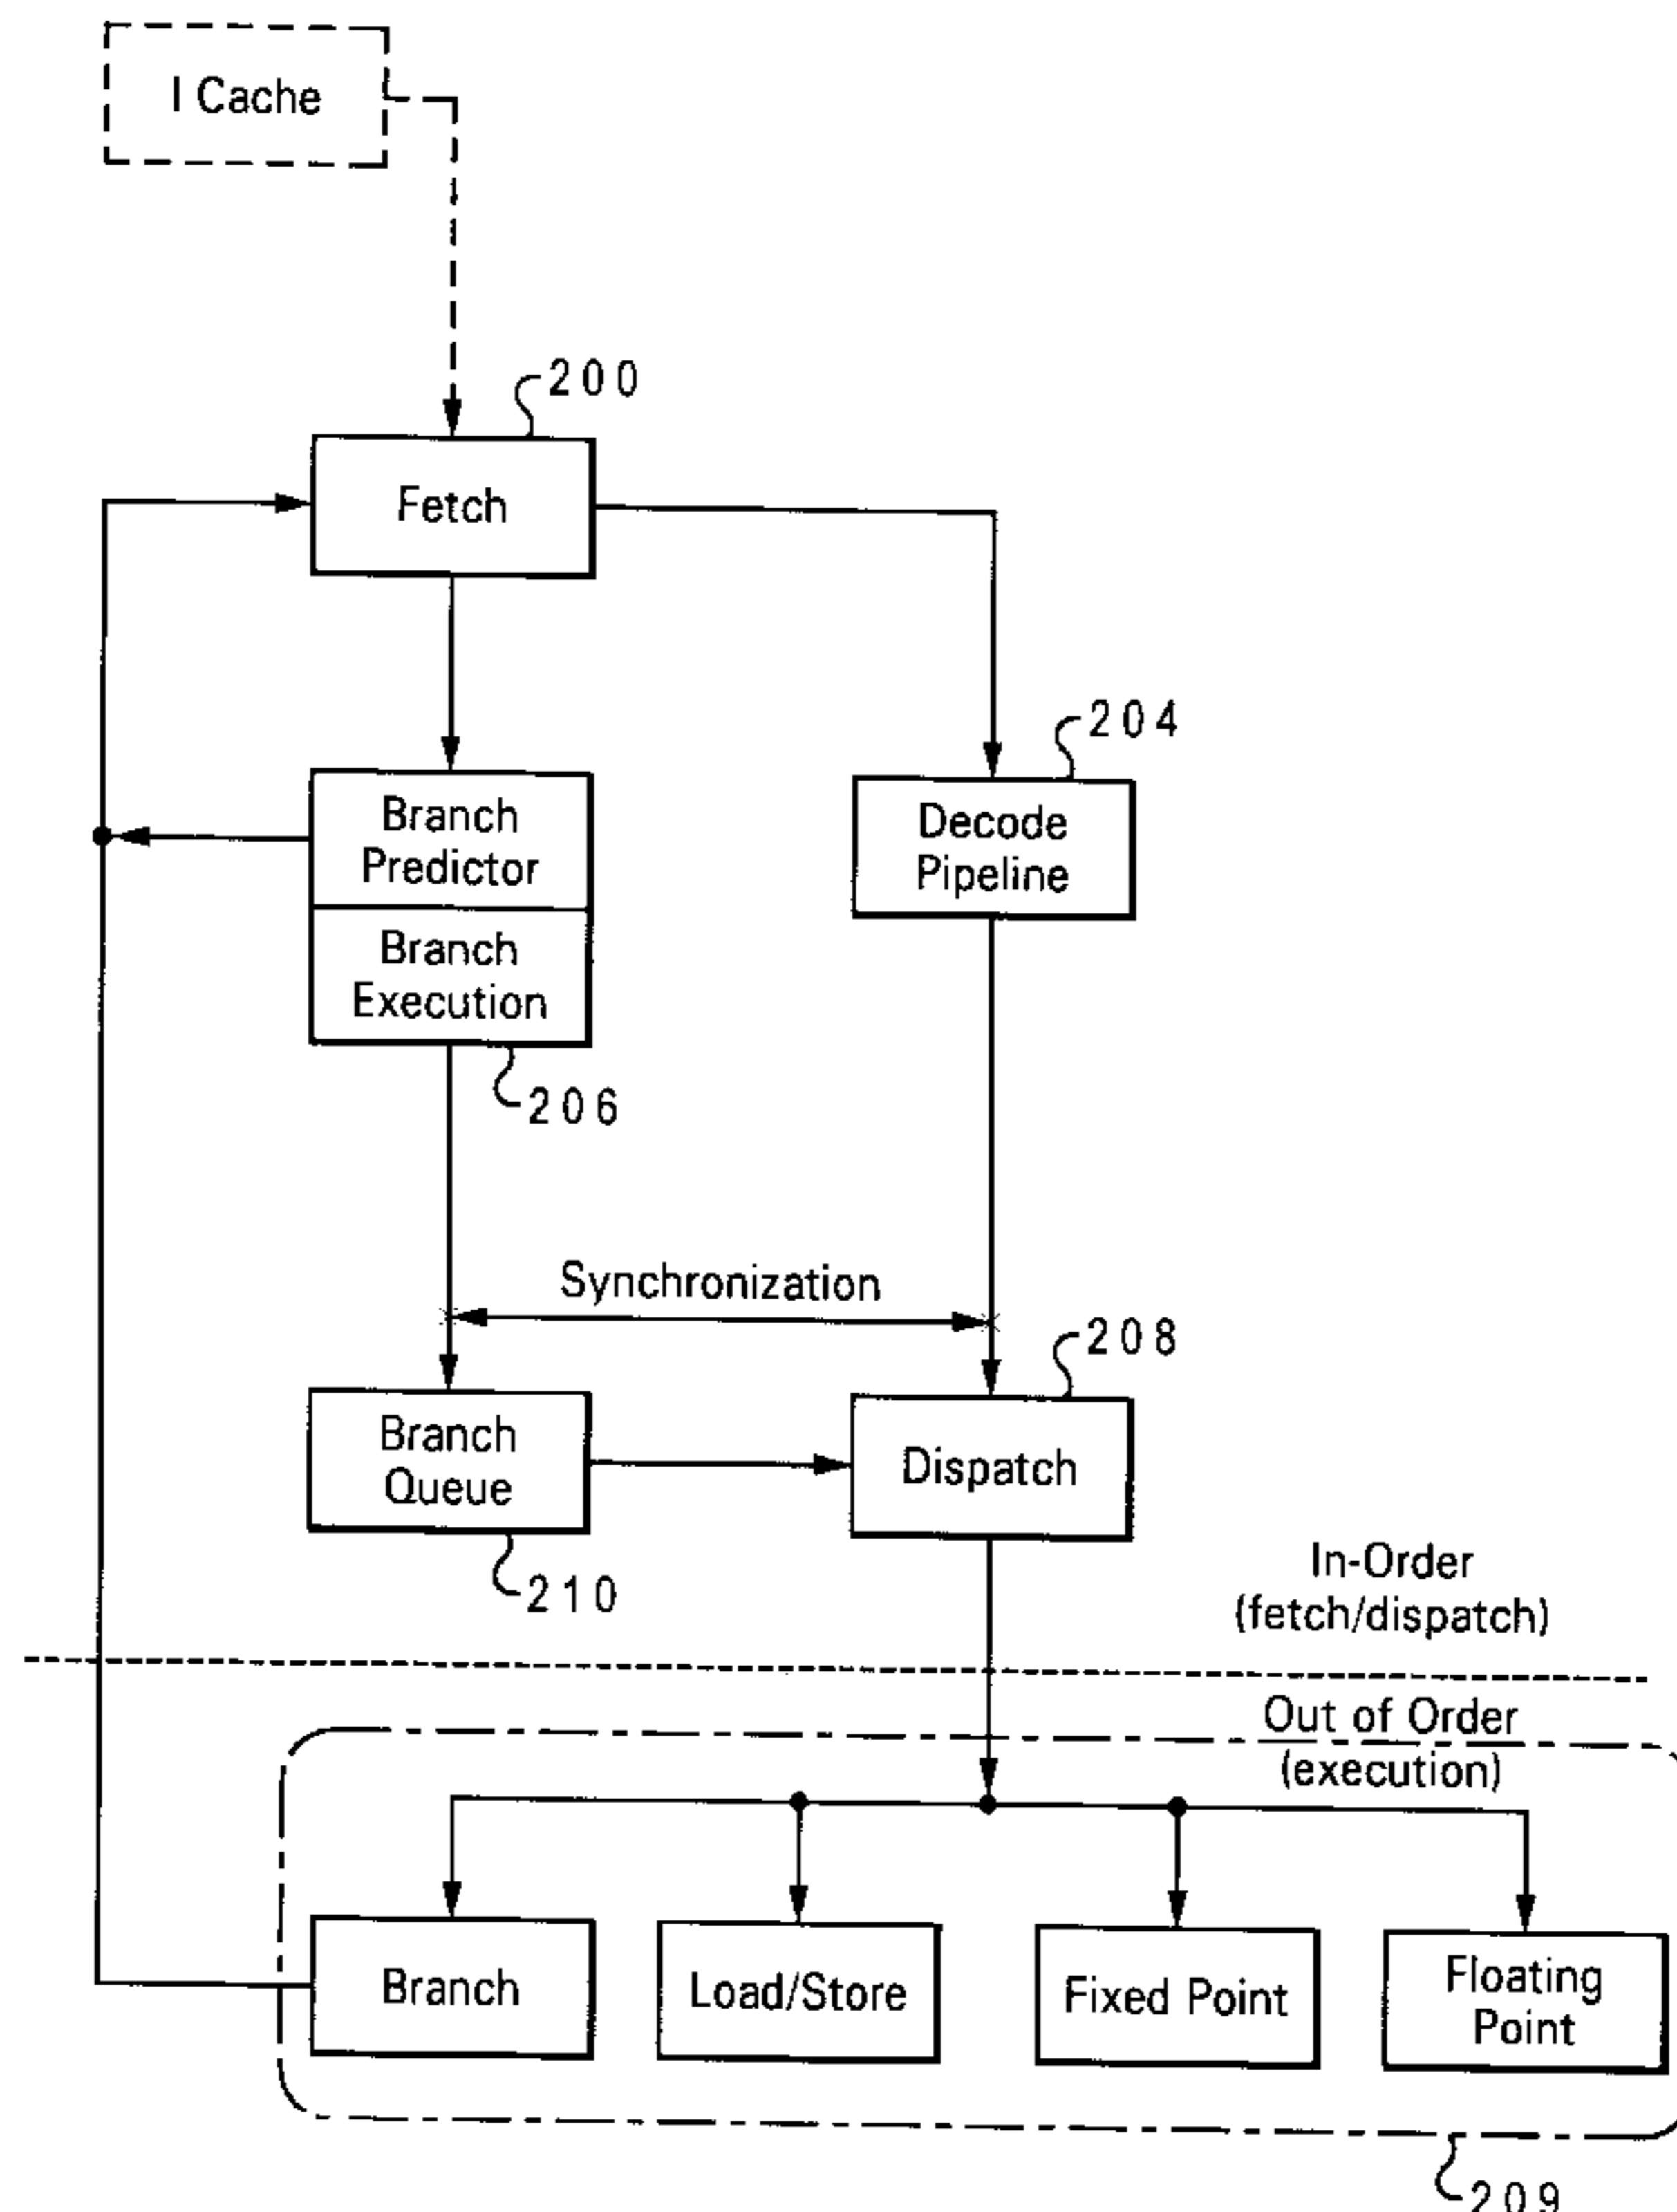 I Cache
200
Fetch
204
Branch
Predictor
Decode
Pipeline
Branch
Execution
206
Synchronization
208
Branch
Queue
Dispatch
210
In-Order
(fetch/dispatch)
Out of Order
(execution)
Branch
Load/Store
Fixed Point
Floating
Point
209